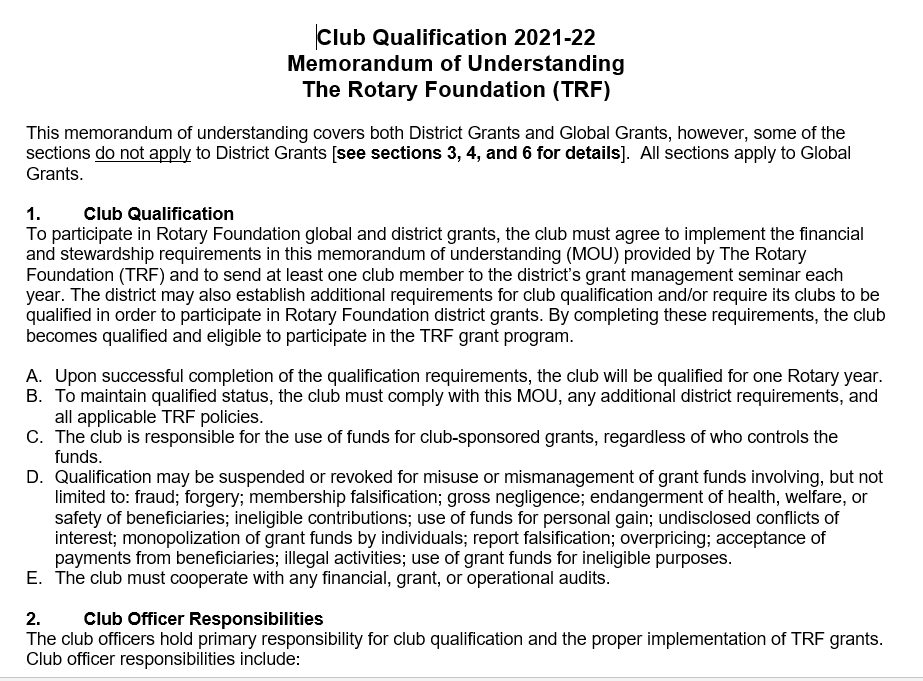 Club Qualification 2021-22
Memorandum of Understanding
The Rotary Foundation (TRF)
This memorandum of understanding covers both District Grants and Global Grants, however, some of the
sections do not apply to District Grants [see sections 3, 4, and 6 for details].  All sections apply to Global
Grants.
1. Club Qualification
To participate in Rotary Foundation global and district grants, the club must agree to implement the financial
and stewardship requirements in this memorandum of understanding (MOU) provided by The Rotary
Foundation (TRF) and to send at least one club member to the district's grant management seminar each
year. The district may also establish additional requirements for club qualification and/or require its clubs to be
qualified in order to participate in Rotary Foundation district grants. By completing these requirements, the club
becomes qualified and eligible to participate in the TRF grant program.
A. Upon successful completion of the qualification requirements, the club will be qualified for one Rotary year.
B. To maintain qualified status, the club must comply with this MOU, any additional district requirements, and
all applicable TRF policies.
C. The club is responsible for the use of funds for club-sponsored grants, regardless of who controls the
funds.
D. Qualification may be suspended or revoked for misuse or mismanagement of grant funds involving, but not
limited to: fraud; forgery; membership falsification; gross negligence; endangerment of health, welfare, or
safety of beneficiaries; ineligible contributions; use of funds for personal gain; undisclosed conflicts of
interest; monopolization of grant funds by individuals; report falsification; overpricing; acceptance of
payments from beneficiaries; illegal activities; use of grant funds for ineligible purposes.
E. The club must cooperate with any financial, grant, or operational audits.
2. Club Officer Responsibilities
The club officers hold primary responsibility for club qualification and the proper implementation of TRF grants.
Club officer responsibilities include: